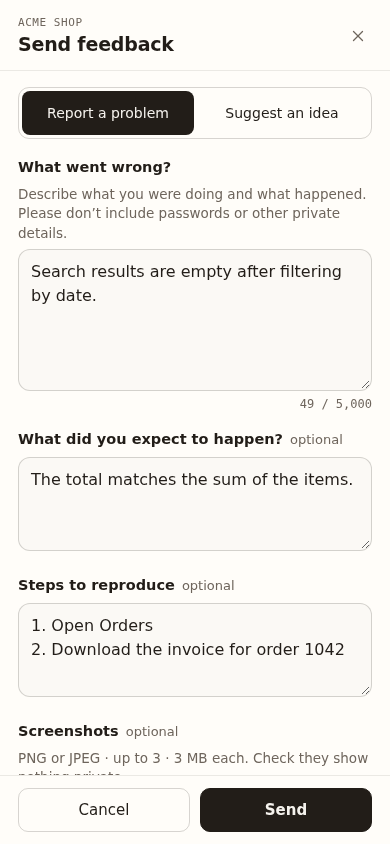 ACME SHOP
Send feedback
Report a problem
Suggest an idea
What went wrong?
Describe what you were doing and what happened.
Please don’t include passwords or other private
details.
Search results are empty after filtering
by date.
49 / 5,000
What did you expect to happen? optional
The total matches the sum of the items.
Steps to reproduce optional
1. Open Orders
2. Download the invoice for order 1042
Screenshots optional
PNG or JPEG · up to 3 · 3 MB each. Check they show
nothing private.
Cancel
Send